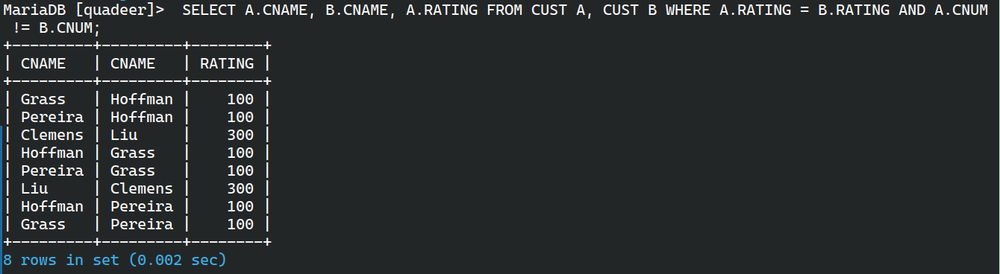 MariaDB [quadeer]>  SELECT A.CNAME, B.CNAME, A.RATING FROM CUST A, CUST B WHERE A.RATING = B.RATING AND A.CNUM
 != B.CNUM;
+---------+---------+--------+
| CNAME   | CNAME   | RATING |
+---------+---------+--------+
| Grass   | Hoffman |    100 |
| Pereira | Hoffman |    100 |
| Clemens | Liu     |    300 |
| Hoffman | Grass   |    100 |
| Pereira | Grass   |    100 |
| Liu     | Clemens |    300 |
| Hoffman | Pereira |    100 |
| Grass   | Pereira |    100 |
+---------+---------+--------+
8 rows in set (0.002 sec)